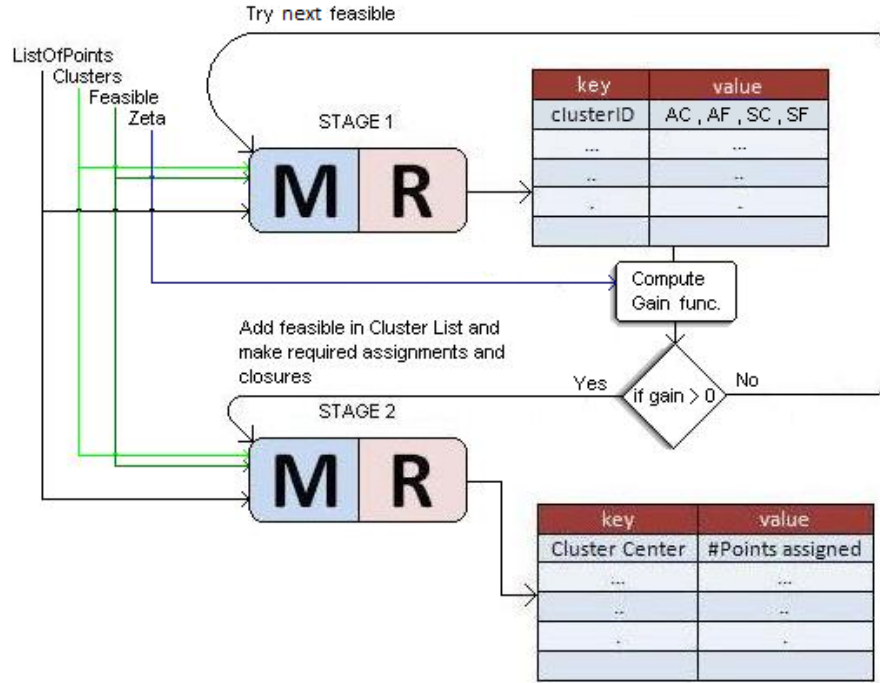 Try next feasible
ListOfPoints
Clusters
Feasible
Zeta
STAGE 1
M R
key value
clusterID AC , AF , SC , SF
... ...
.. ..
. .
Compute
Gain func.
Add feasible in Cluster List and
make required assignments and
closures
Yes
if gain > 0
No
STAGE 2
M R
key value
Cluster Center #Points assigned
... ...
.. ..
. .